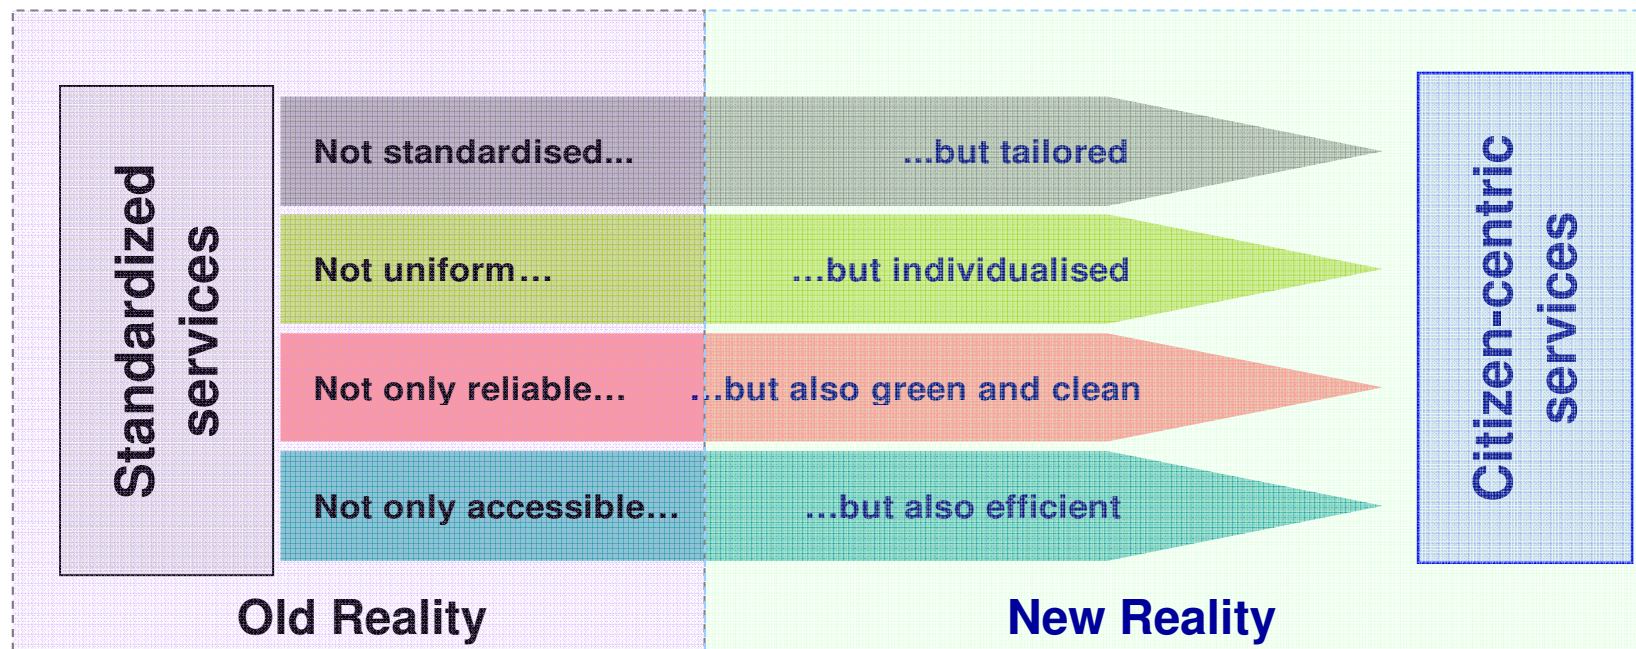 Standardized
services
Not standardised...
...but tailored
Not uniform...
...but individualised
Not only reliable...
...but also green and clean
Not only accessible...
...but also efficient
Citizen-centric
services
Old Reality
New Reality